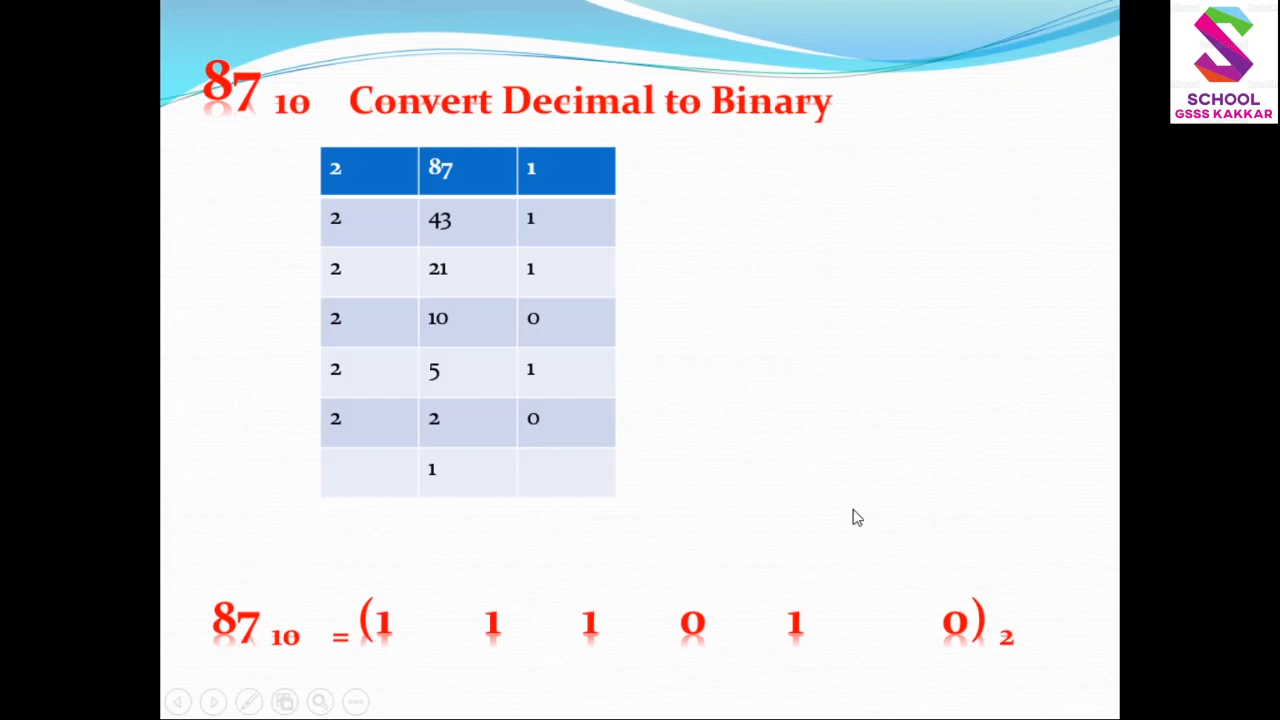 87 10 Convert Decimal to Binary
SCHOOL
GSSS KAKKAR
2 87 1
2 43 1
2 21 1
2 10 0
2 5 1
2 2 0
1
87 10 = (1 1 1 0 1 0) 2